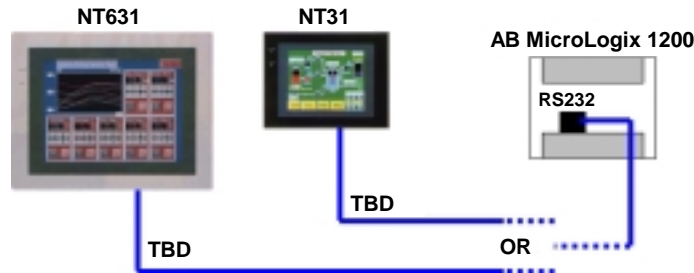 NT631
NT31
AB MicroLogix 1200
RS232
TBD
TBD
OR